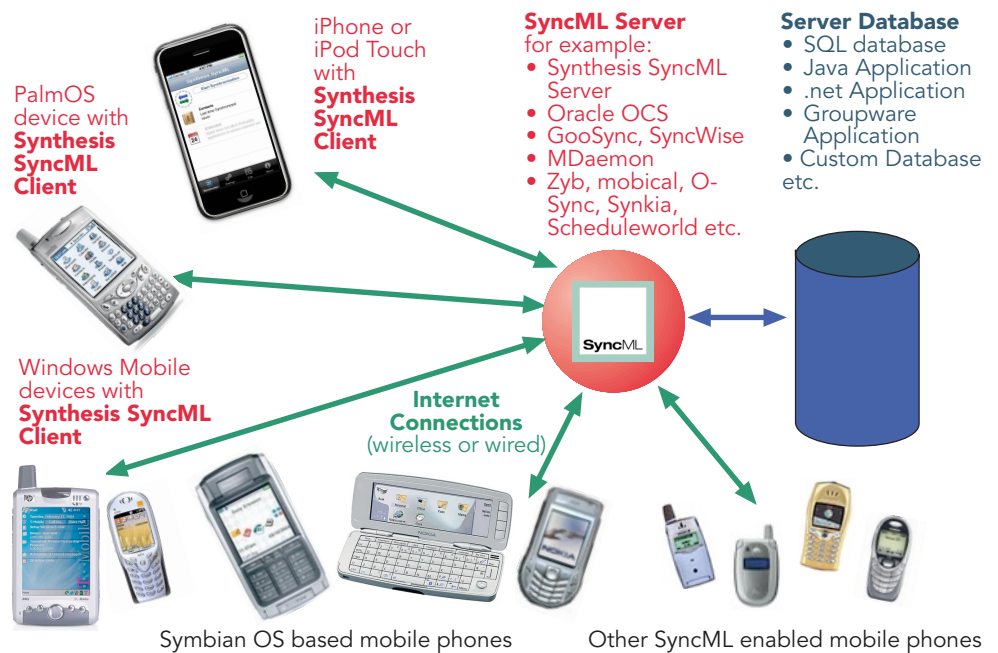 iPhone or
iPod Touch
with
Synthesis
SyncML
Client
SyncML Server
for example:
• Synthesis SyncML
Server
• Oracle OCS
• GooSync, SyncWise
• MDaemon
• Zyb, mobical, O-
Sync, Synkia,
Scheduleworld etc.
Server Database
• SQL database
• Java Application
• .net Application
• Groupware
Application
• Custom Database
etc.
PalmOS
device with
Synthesis
SyncML
Client
SyncML
Windows Mobile
devices with
Synthesis SyncML
Client
Internet
Connections
(wireless or wired)
NOKIA
Symbian OS based mobile phones
Other SyncML enabled mobile phones